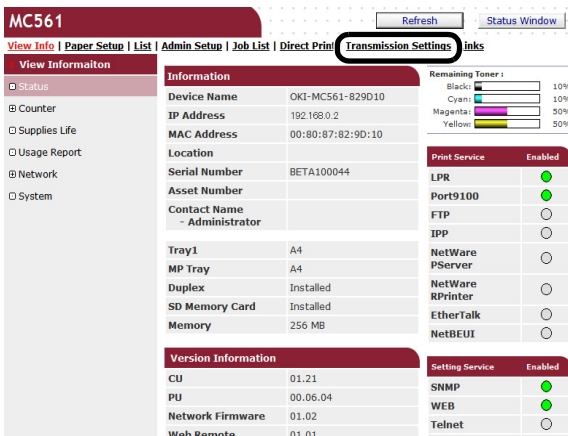 MC561
Refresh
Status Window
View Info | Paper Setup | List | Admin Setup | Job List | Direct Print Transmission Settings inks
View Informaiton
Status
Counter
Supplies Life
Usage Report
Network
System
Information
Device Name OKI-MC561-829D10
IP Address 192.168.0.2
MAC Address 00:80:87:82:9D:10
Location
Serial Number BETA100044
Asset Number
Contact Name
- Administrator
Tray1 A4
MP Tray A4
Duplex Installed
SD Memory Card Installed
Memory 256 MB
Version Information
CU 01.21
PU 00.06.04
Network Firmware 01.02
Web Remote 01.01
Remaining Toner :
Black: 10%
Cyan: 10%
Magenta: 50%
Yellow: 50%
Print Service Enabled
LPR
Port9100
FTP
IPP
NetWare
PServer
NetWare
RPrinter
EtherTalk
NetBEUI
Setting Service Enabled
SNMP
WEB
Telnet